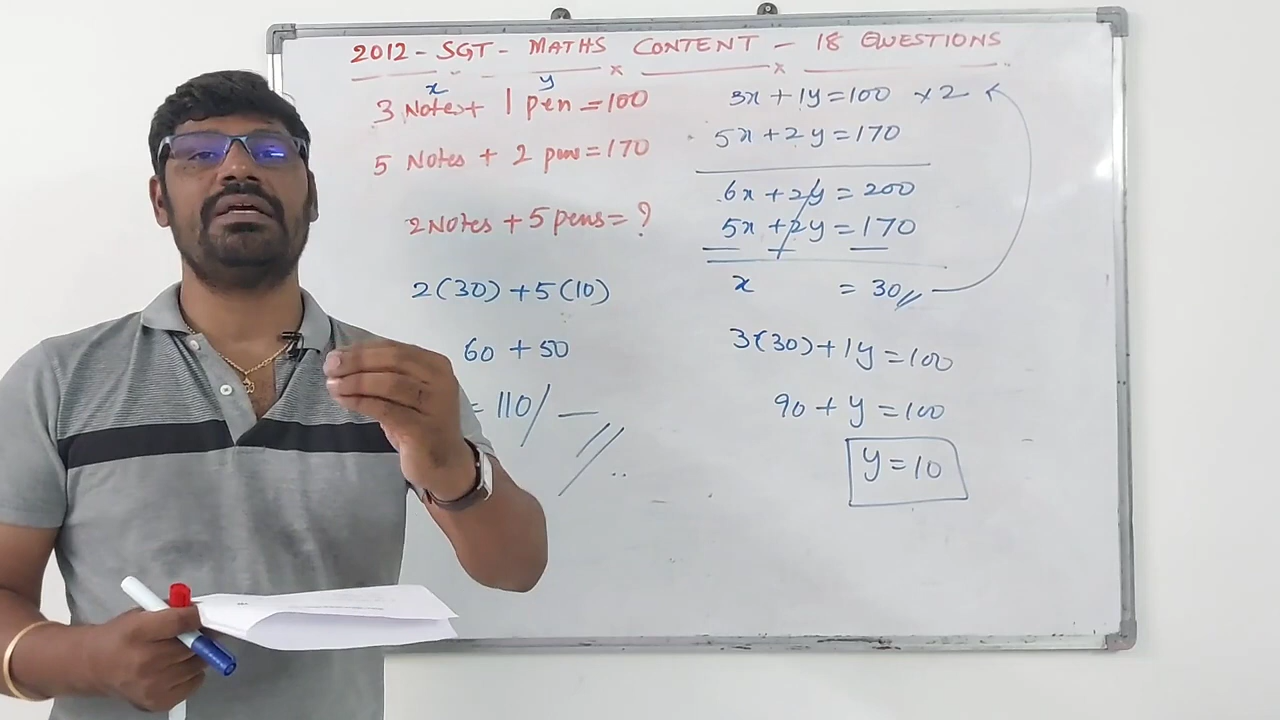 2012 - SGT - MATHS CONTENT - 18 QUESTIONS
x y
3 Notes + 1 pen = 100
5 Notes + 2 pens = 170
2 Notes + 5 pens = ?
2(30) + 5(10)
60 + 50
= 110/
3x + 1y = 100 x 2
5x + 2y = 170
6x + 2y = 200
5x + 2y = 170
x = 30//
3(30) + 1y = 100
90 + y = 100
y = 10